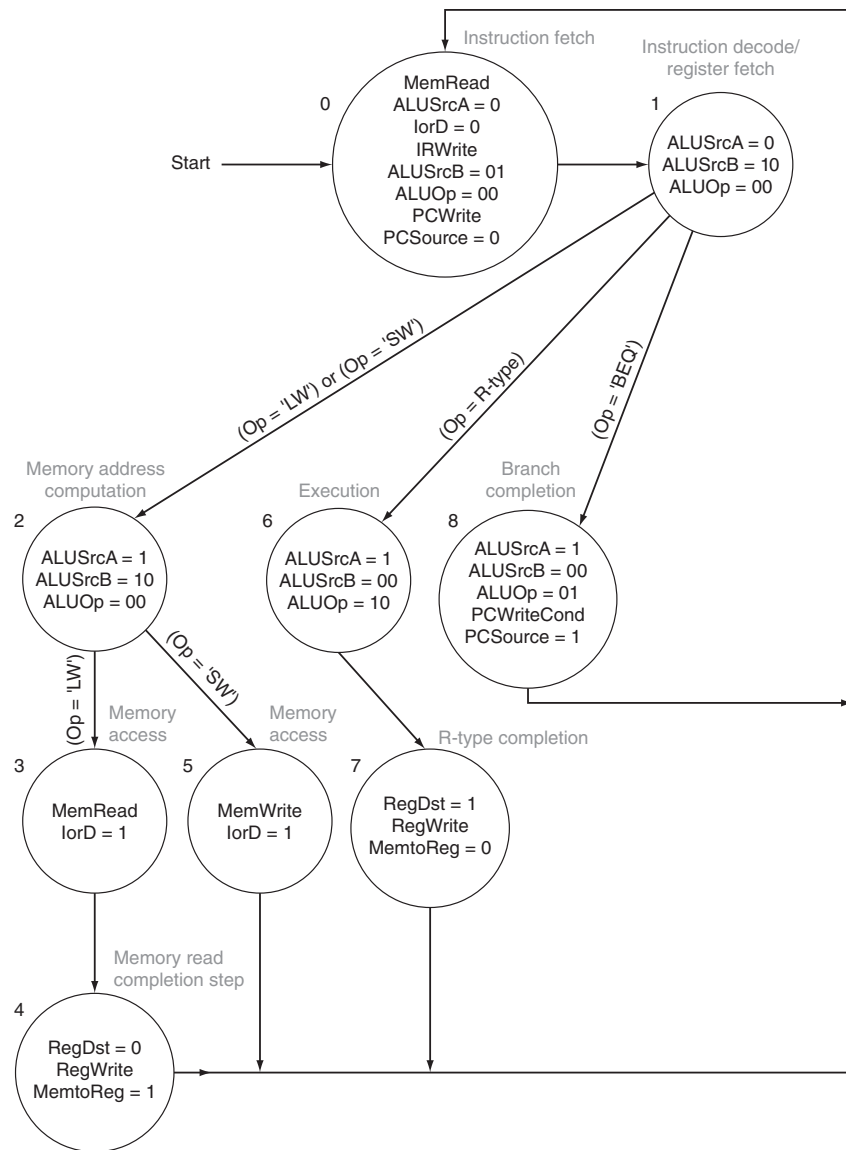 Instruction fetch
Instruction decode/
register fetch
0
MemRead
ALUSrcA = 0
IorD = 0
IRWrite
ALUSrcB = 01
ALUOp = 00
PCWrite
PCSource = 0
1
ALUSrcA = 0
ALUSrcB = 10
ALUOp = 00
Start
(Op = 'LW') or (Op = 'SW')
(Op = R-type)
(Op = 'BEQ')
Memory address
computation
2
ALUSrcA = 1
ALUSrcB = 10
ALUOp = 00
Execution
6
ALUSrcA = 1
ALUSrcB = 00
ALUOp = 10
Branch
completion
8
ALUSrcA = 1
ALUSrcB = 00
ALUOp = 01
PCWriteCond
PCSource = 1
(Op = 'LW')
(Op = 'SW')
Memory
access
3
MemRead
IorD = 1
Memory
access
5
MemWrite
IorD = 1
R-type completion
7
RegDst = 1
RegWrite
MemtoReg = 0
Memory read
completion step
4
RegDst = 0
RegWrite
MemtoReg = 1